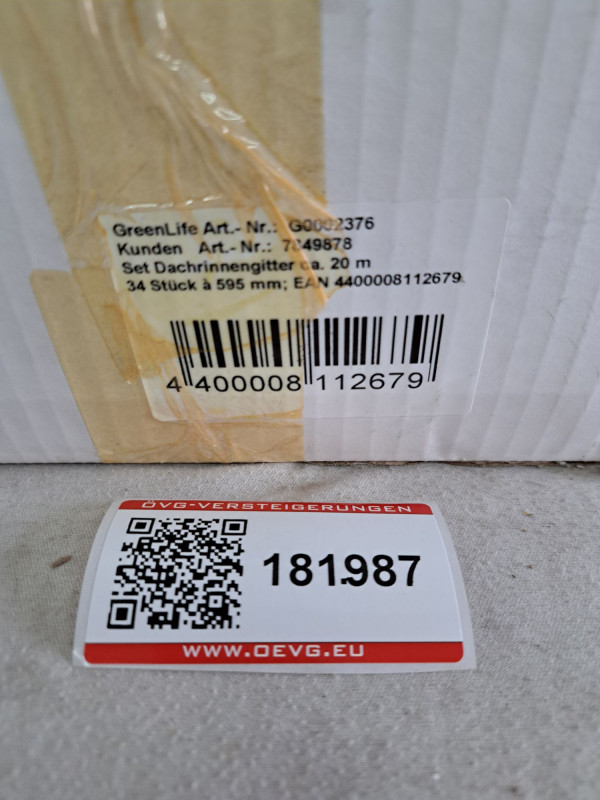 GreenLife Art.- Nr.: G0002376
Kunden Art.- Nr.: 7849878
Set Dachrinnengitter ca. 20 m
34 Stück à 595 mm; EAN 4400008112679
4 400008 112679
ÖVG-VERSTEIGERUNGEN
181.987
WWW.OEVG.EU